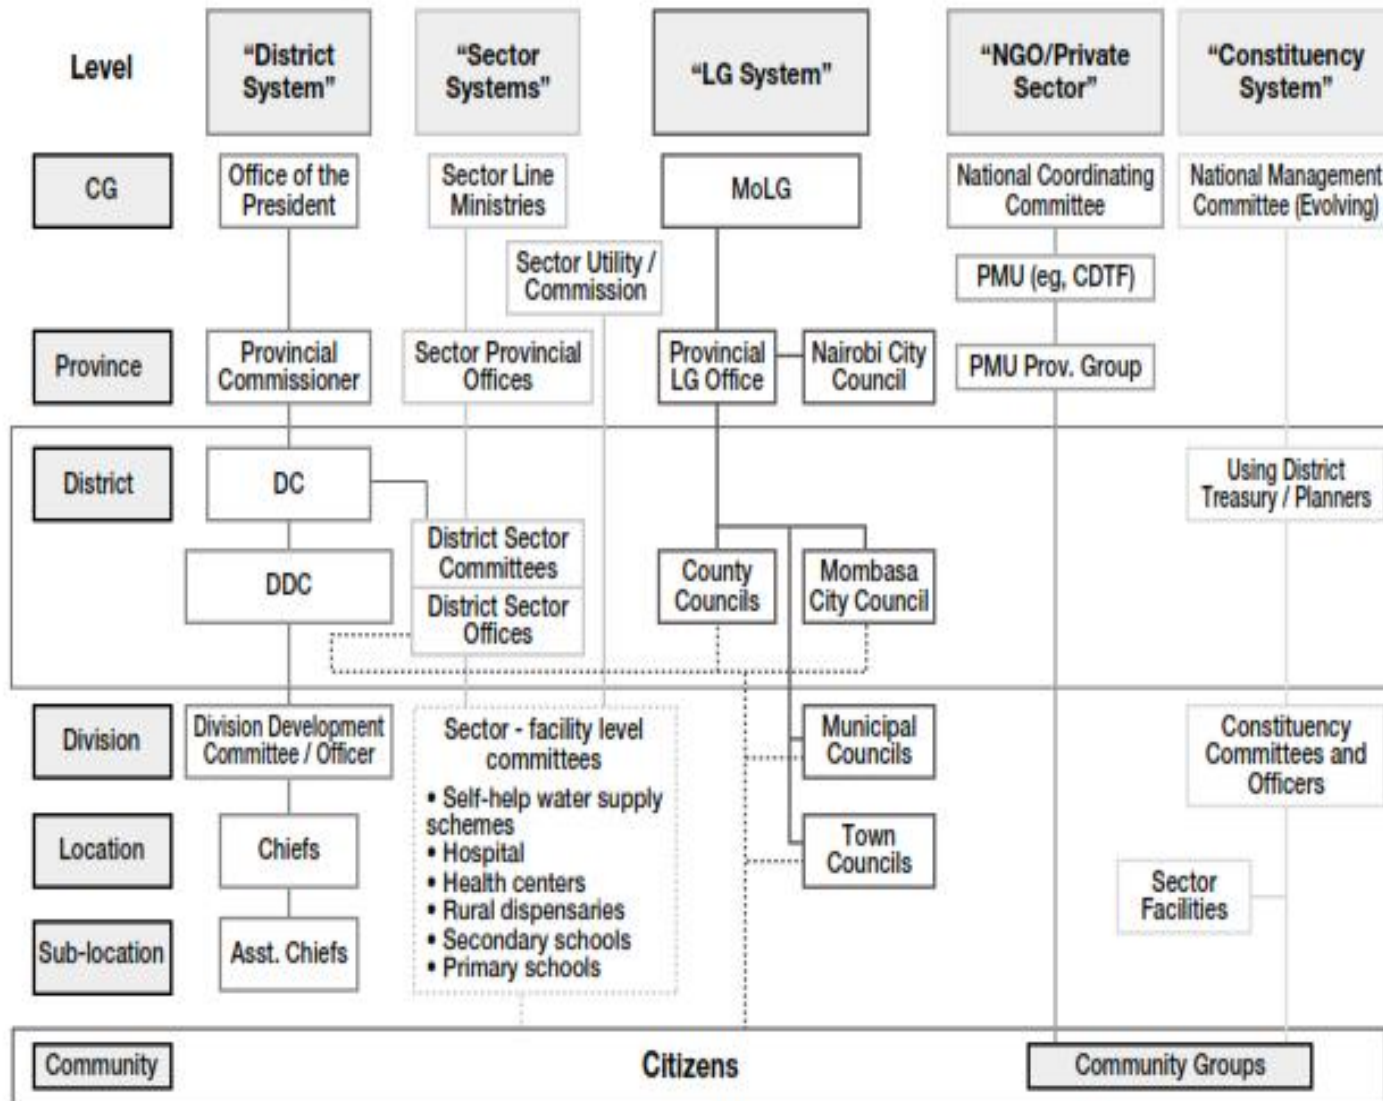 Level
“District
System”
“Sector
Systems”
“LG System”
“NGO/Private
Sector”
“Constituency
System”
CG
Office of the
President
Sector Line
Ministries
MoLG
National Coordinating
Committee
National Management
Committee (Evolving)
Sector Utility /
Commission
PMU (eg, CDTF)
Province
Provincial
Commissioner
Sector Provincial
Offices
Provincial
LG Office
Nairobi City
Council
PMU Prov. Group
District
DC
Using District
Treasury / Planners
DDC
District Sector
Committees
District Sector
Offices
County
Councils
Mombasa
City Council
Division
Division Development
Committee / Officer
Sector - facility level
committees
• Self-help water supply
schemes
• Hospital
• Health centers
• Rural dispensaries
• Secondary schools
• Primary schools
Municipal
Councils
Constituency
Committees and
Officers
Location
Chiefs
Town
Councils
Sector
Facilities
Sub-location
Asst. Chiefs
Community
Citizens
Community Groups